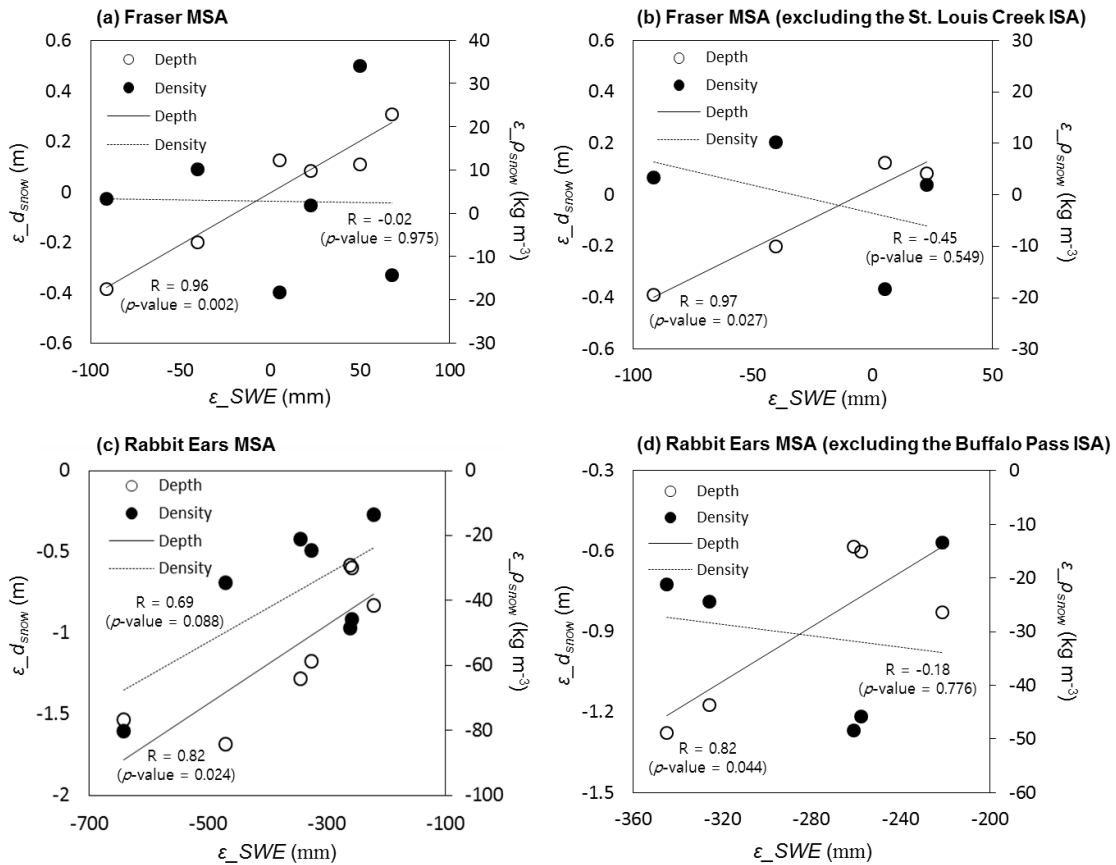 (a) Fraser MSA
0.6
0.4
0.2
0
-0.2
-0.4
-0.6
ε_d_snow (m)
Depth
Density
Depth
Density
R = -0.02
(p-value = 0.975)
R = 0.96
(p-value = 0.002)
40
30
20
10
0
-10
-20
-30
ε_ρ_snow (kg m⁻³)
-100
-50
0
50
100
ε_SWE (mm)
(b) Fraser MSA (excluding the St. Louis Creek ISA)
0.6
0.4
0.2
0
-0.2
-0.4
-0.6
ε_d_snow (m)
Depth
Density
Depth
Density
R = -0.45
(p-value = 0.549)
R = 0.97
(p-value = 0.027)
30
20
10
0
-10
-20
-30
ε_ρ_snow (kg m⁻³)
-100
-50
0
50
ε_SWE (mm)
(c) Rabbit Ears MSA
0
-0.5
-1
-1.5
-2
ε_d_snow (m)
Depth
Density
Depth
Density
R = 0.69
(p-value = 0.088)
R = 0.82
(p-value = 0.024)
0
-20
-40
-60
-80
-100
ε_ρ_snow (kg m⁻³)
-700
-500
-300
-100
ε_SWE (mm)
(d) Rabbit Ears MSA (excluding the Buffalo Pass ISA)
-0.3
-0.6
-0.9
-1.2
-1.5
ε_d_snow (m)
Depth
Density
Depth
Density
R = -0.18
(p-value = 0.776)
R = 0.82
(p-value = 0.044)
0
-10
-20
-30
-40
-50
-60
ε_ρ_snow (kg m⁻³)
-360
-320
-280
-240
-200
ε_SWE (mm)